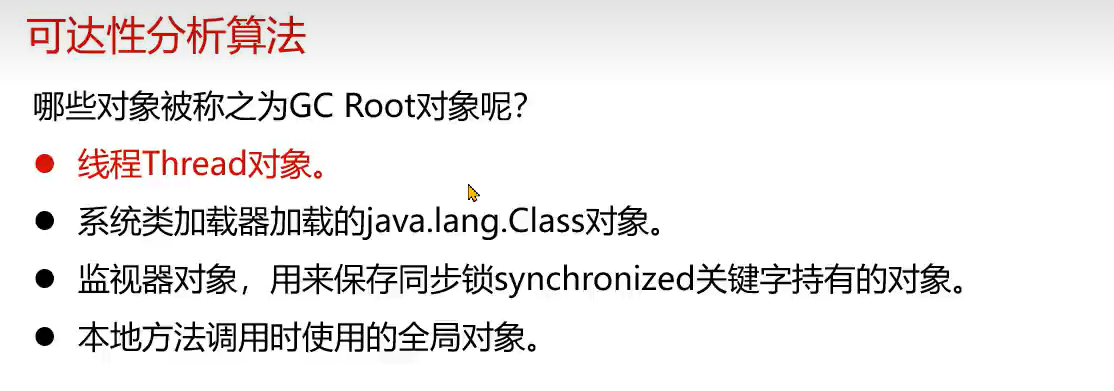 可达性分析算法
哪些对象被称之为GC Root对象呢？
● 线程Thread对象。
● 系统类加载器加载的java.lang.Class对象。
● 监视器对象，用来保存同步锁synchronized关键字持有的对象。
● 本地方法调用时使用的全局对象。